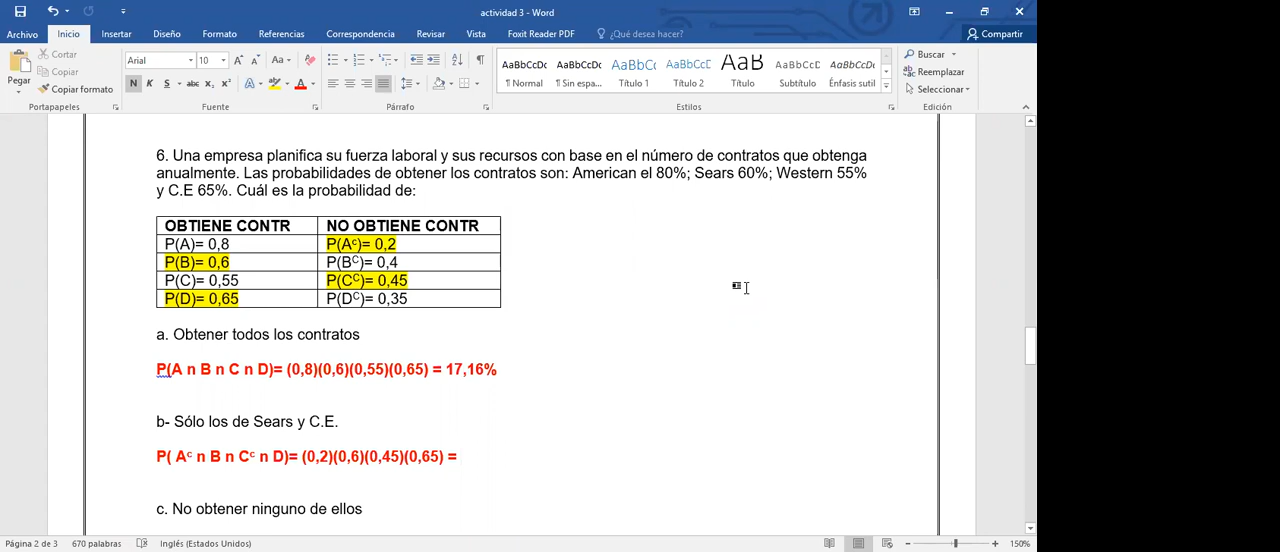 actividad 3 - Word
Archivo Inicio Insertar Diseño Formato Referencias Correspondencia Revisar Vista Foxit Reader PDF ¿Qué desea hacer? Compartir
Pegar
Cortar
Copiar
Copiar formato
Portapapeles
Arial 10
Fuente
Párrafo
AaBbCcDc AaBbCcDc AaBbCc AaBbCcD AaB AaBbCcD AaBbCcDc
¶ Normal ¶ Sin espa... Título 1 Título 2 Título Subtítulo Énfasis sutil
Estilos
Buscar
Reemplazar
Seleccionar
Edición
6. Una empresa planifica su fuerza laboral y sus recursos con base en el número de contratos que obtenga
anualmente. Las probabilidades de obtener los contratos son: American el 80%; Sears 60%; Western 55%
y C.E 65%. Cuál es la probabilidad de:
OBTIENE CONTR NO OBTIENE CONTR
P(A)= 0,8 P(Aᶜ)= 0,2
P(B)= 0,6 P(Bᶜ)= 0,4
P(C)= 0,55 P(Cᶜ)= 0,45
P(D)= 0,65 P(Dᶜ)= 0,35
a. Obtener todos los contratos
P(A n B n C n D)= (0,8)(0,6)(0,55)(0,65) = 17,16%
b- Sólo los de Sears y C.E.
P( Aᶜ n B n Cᶜ n D)= (0,2)(0,6)(0,45)(0,65) =
c. No obtener ninguno de ellos
Página 2 de 3 670 palabras Inglés (Estados Unidos) 150%